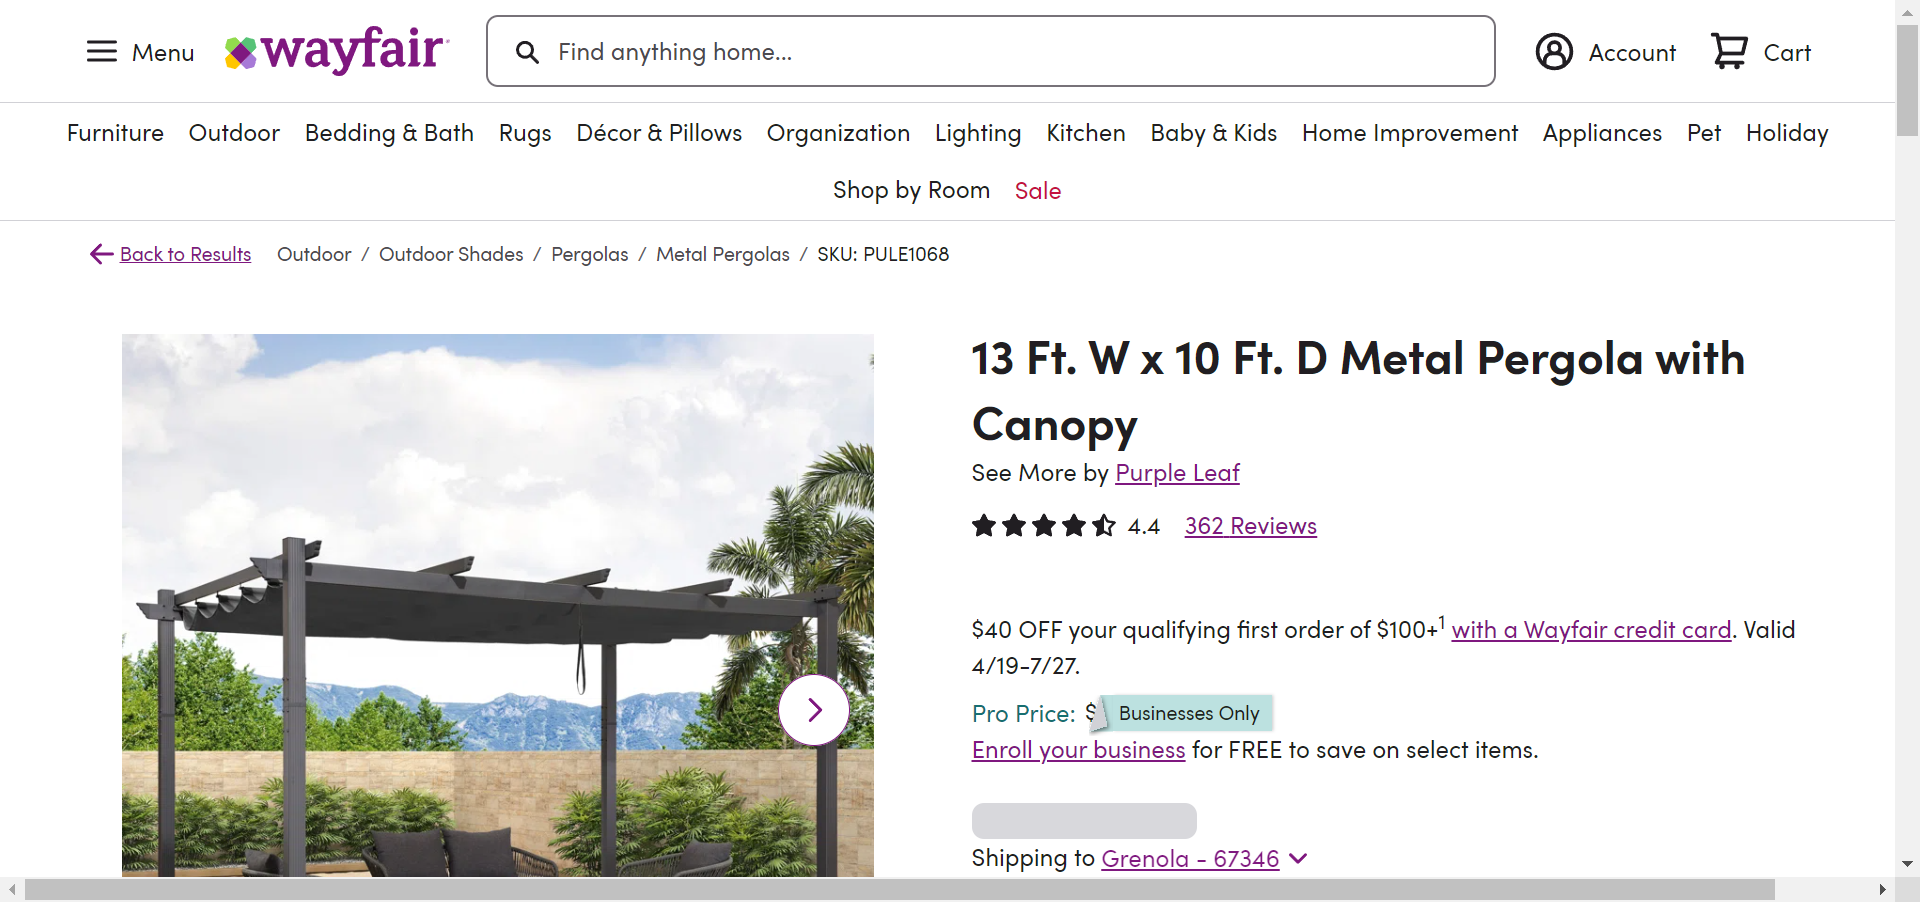 Menu
wayfair
Find anything home...
Account
Cart
Furniture Outdoor Bedding & Bath Rugs Décor & Pillows Organization Lighting Kitchen Baby & Kids Home Improvement Appliances Pet Holiday
Shop by Room Sale
Back to Results Outdoor / Outdoor Shades / Pergolas / Metal Pergolas / SKU: PULE1068
13 Ft. W x 10 Ft. D Metal Pergola with
Canopy
See More by Purple Leaf
4.4 362 Reviews
$40 OFF your qualifying first order of $100+¹ with a Wayfair credit card. Valid
4/19-7/27.
Pro Price: $ Businesses Only
Enroll your business for FREE to save on select items.
Shipping to Grenola - 67346